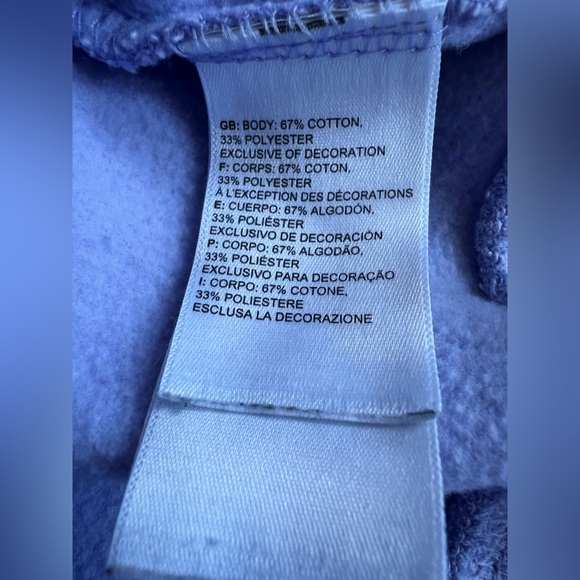 GB: BODY: 67% COTTON,
33% POLYESTER
EXCLUSIVE OF DECORATION
F: CORPS: 67% COTON,
33% POLYESTER
À L'EXCEPTION DES DÉCORATIONS
E: CUERPO: 67% ALGODÓN,
33% POLIÉSTER
EXCLUSIVO DE DECORACIÓN
P: CORPO: 67% ALGODÃO,
33% POLIÉSTER
EXCLUSIVO PARA DECORAÇÃO
I: CORPO: 67% COTONE,
33% POLIESTERE
ESCLUSA LA DECORAZIONE